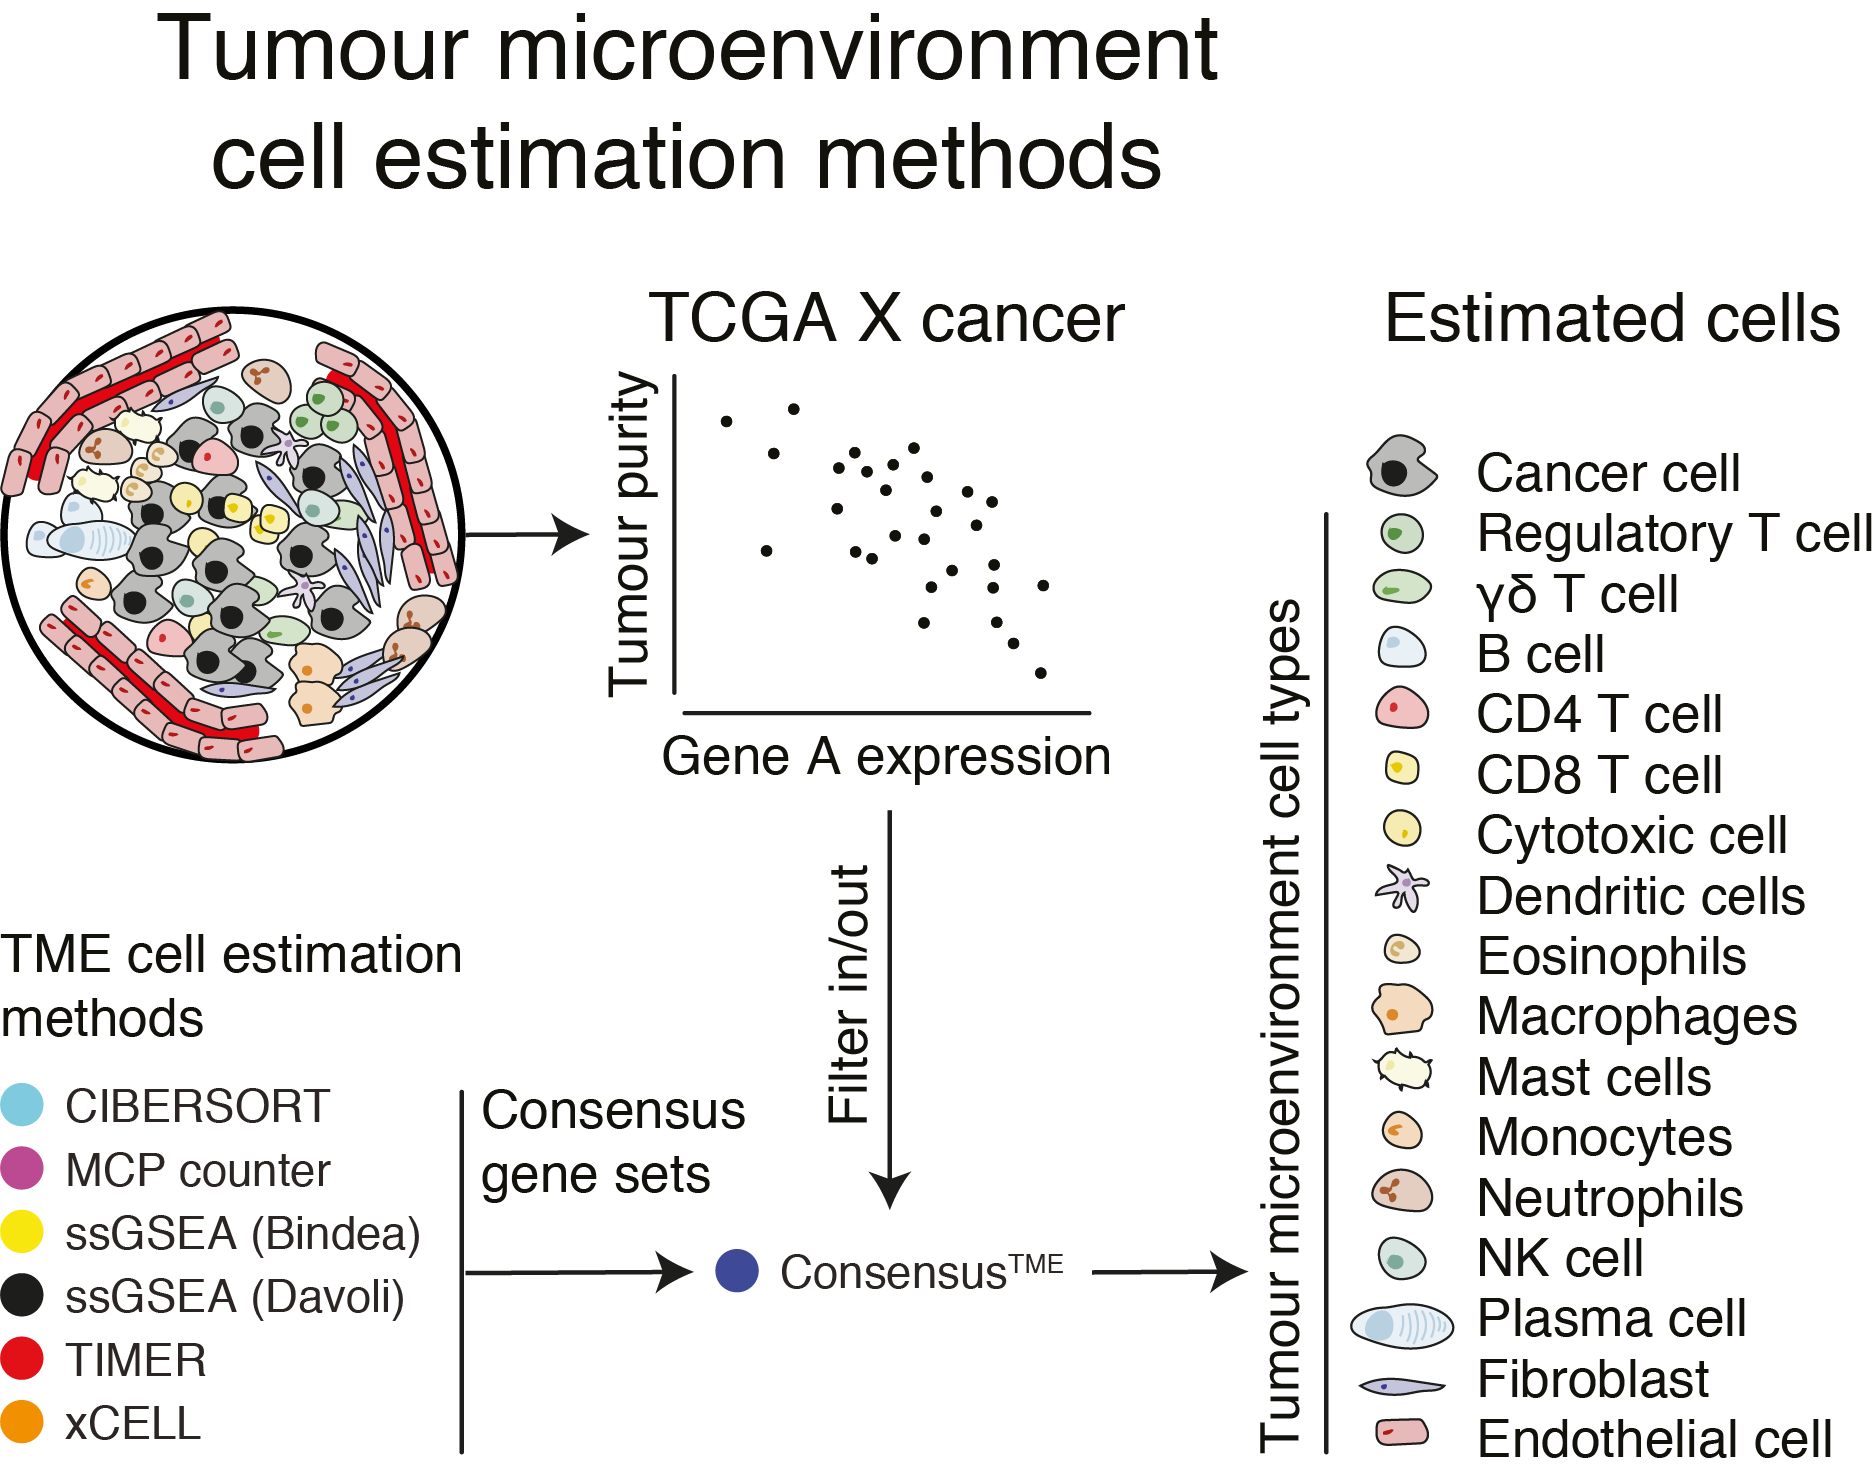 Tumour microenvironment
cell estimation methods
TCGA X cancer
Tumour purity
Gene A expression
Filter in/out
TME cell estimation
methods
CIBERSORT
MCP counter
ssGSEA (Bindea)
ssGSEA (Davoli)
TIMER
xCELL
Consensus
gene sets
Consensus^TME
Tumour microenvironment cell types
Estimated cells
Cancer cell
Regulatory T cell
γδ T cell
B cell
CD4 T cell
CD8 T cell
Cytotoxic cell
Dendritic cells
Eosinophils
Macrophages
Mast cells
Monocytes
Neutrophils
NK cell
Plasma cell
Fibroblast
Endothelial cell